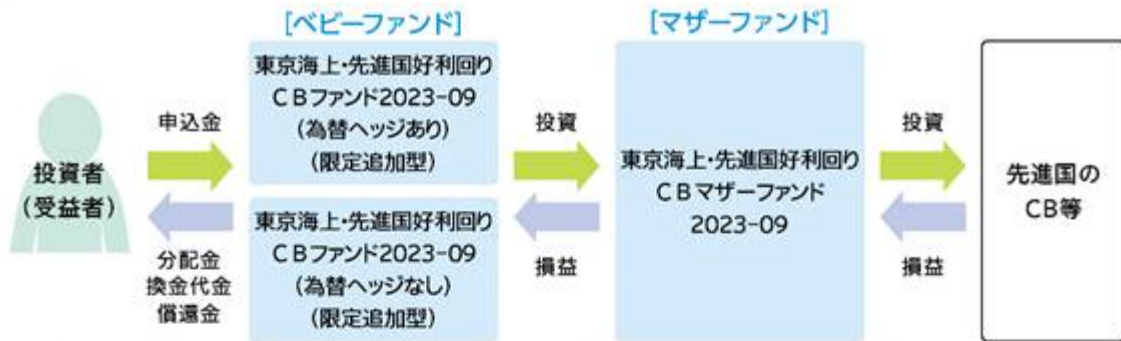 [ベビーファンド]
[マザーファンド]
投資者
(受益者)
申込金
分配金
換金代金
償還金
東京海上・先進国好利回り
CBファンド2023-09
(為替ヘッジあり)
(限定追加型)
東京海上・先進国好利回り
CBファンド2023-09
(為替ヘッジなし)
(限定追加型)
投資
損益
東京海上・先進国好利回り
CBマザーファンド
2023-09
投資
損益
先進国の
CB等